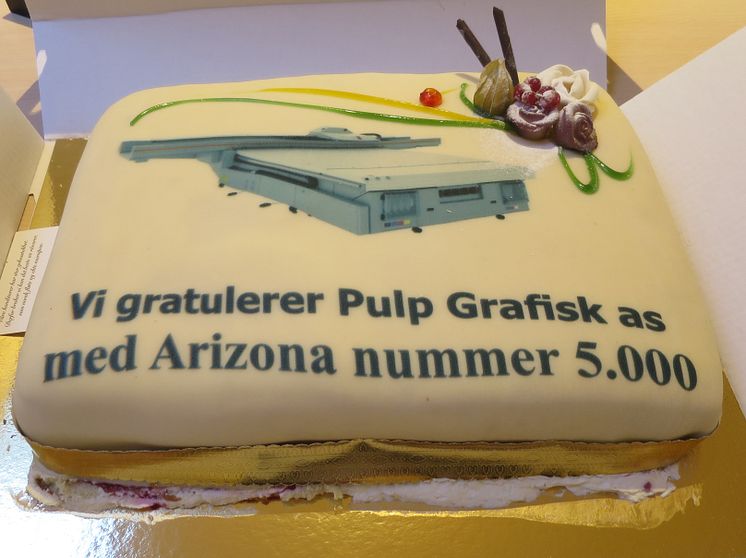 Vi gratulerer Pulp Grafisk as
med Arizona nummer 5.000